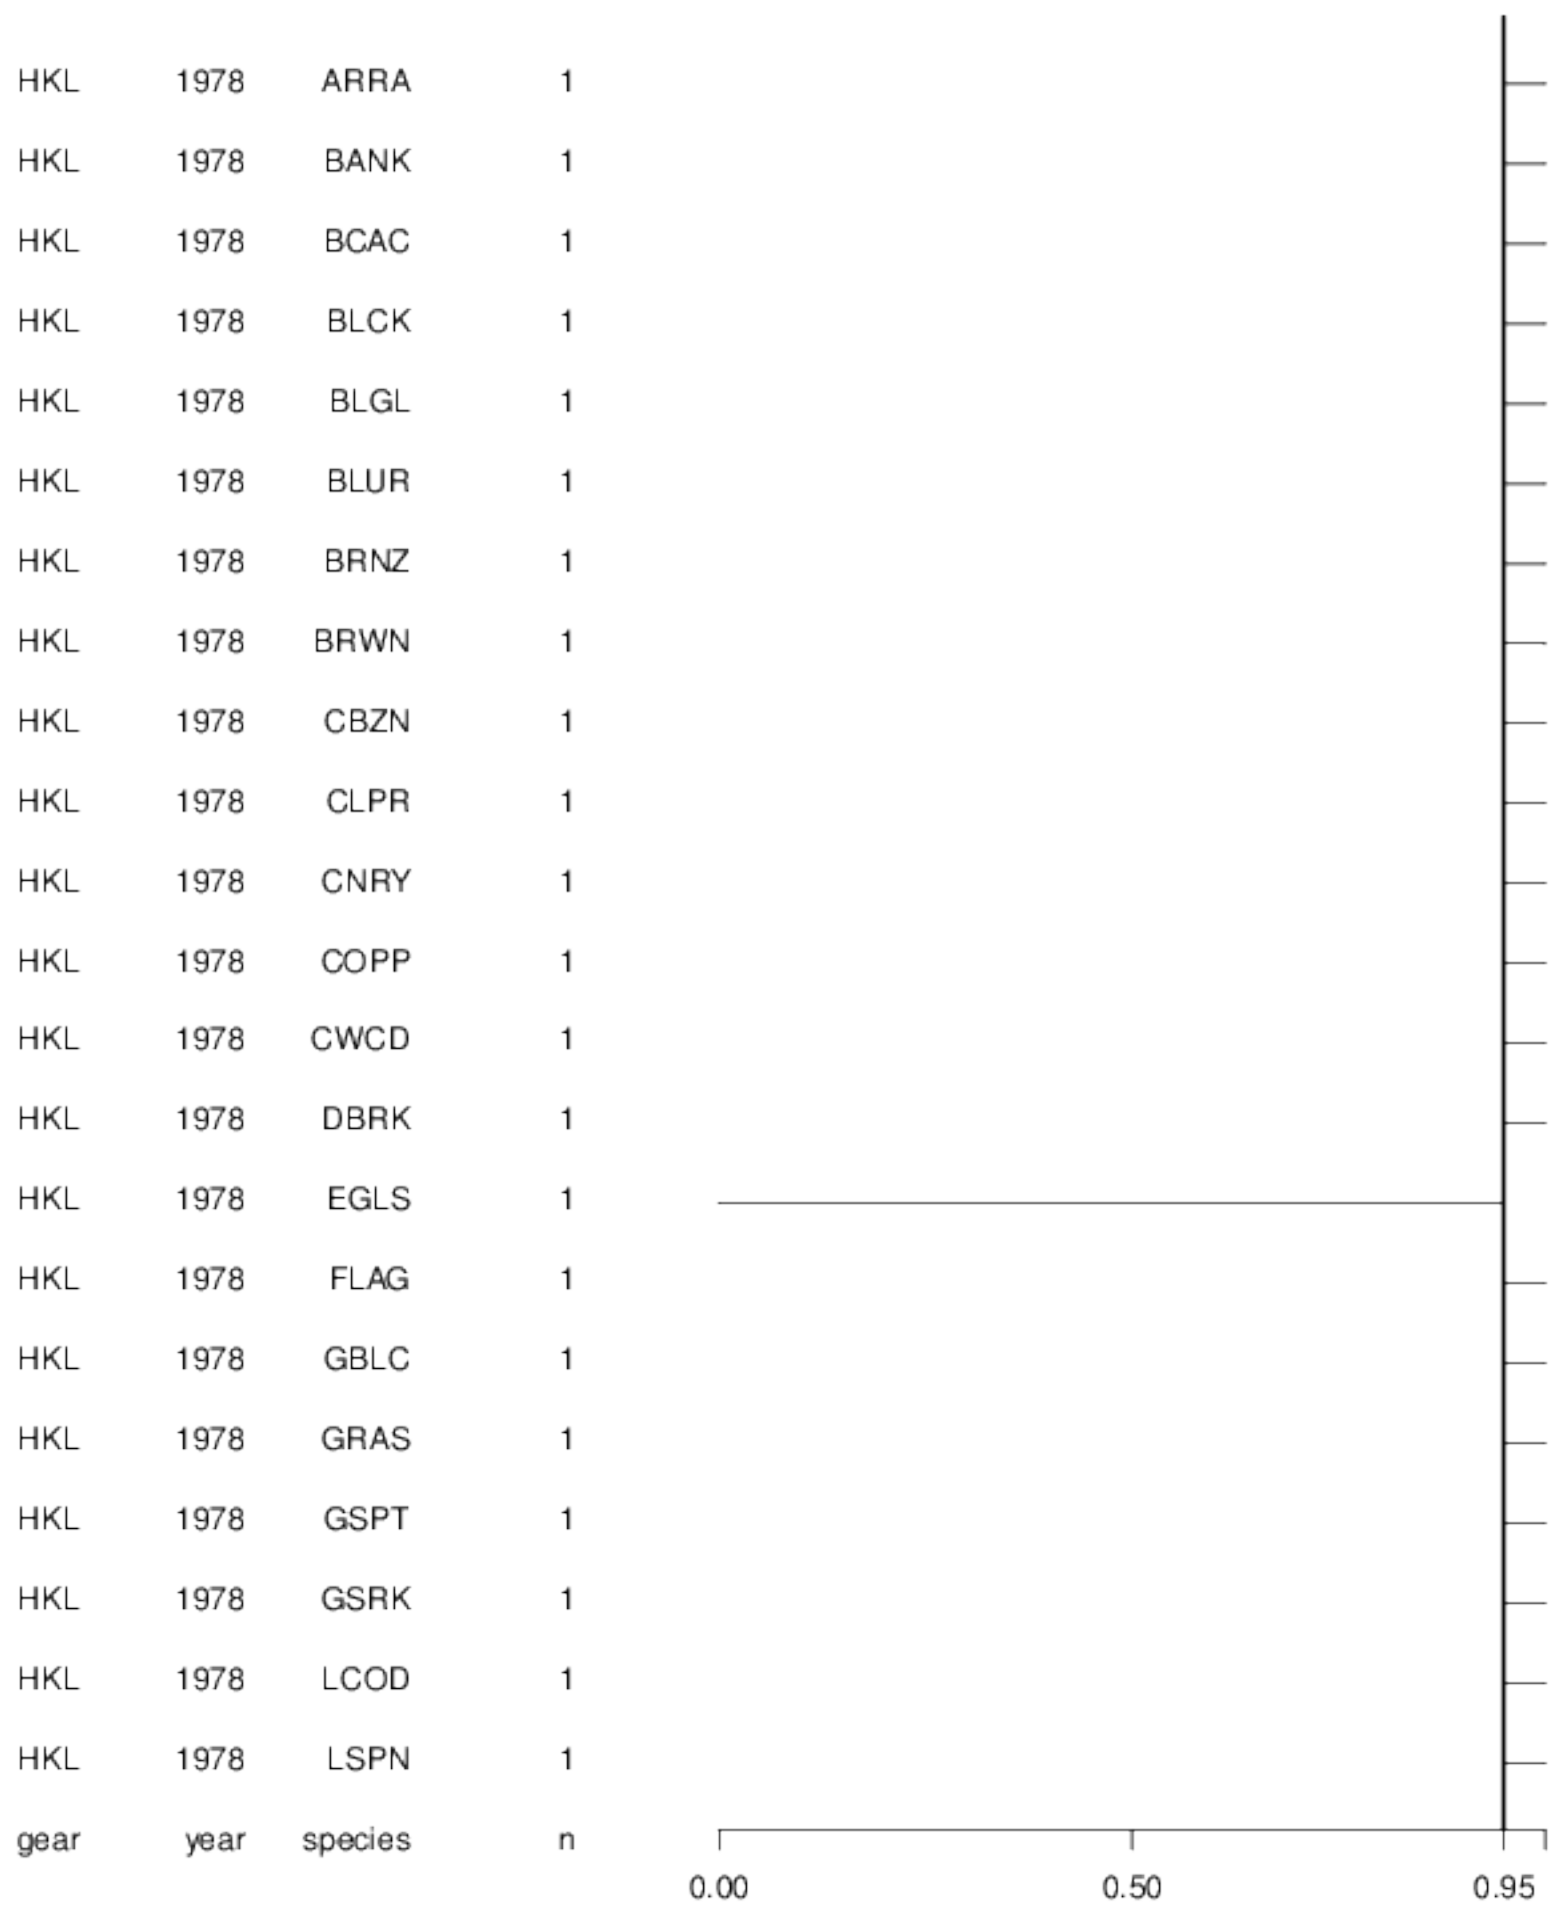 HKL 1978 ARRA 1
HKL 1978 BANK 1
HKL 1978 BCAC 1
HKL 1978 BLCK 1
HKL 1978 BLGL 1
HKL 1978 BLUR 1
HKL 1978 BRNZ 1
HKL 1978 BRWN 1
HKL 1978 CBZN 1
HKL 1978 CLPR 1
HKL 1978 CNRY 1
HKL 1978 COPP 1
HKL 1978 CWCD 1
HKL 1978 DBRK 1
HKL 1978 EGLS 1
HKL 1978 FLAG 1
HKL 1978 GBLC 1
HKL 1978 GRAS 1
HKL 1978 GSPT 1
HKL 1978 GSRK 1
HKL 1978 LCOD 1
HKL 1978 LSPN 1
gear year species n
0.00 0.50 0.95